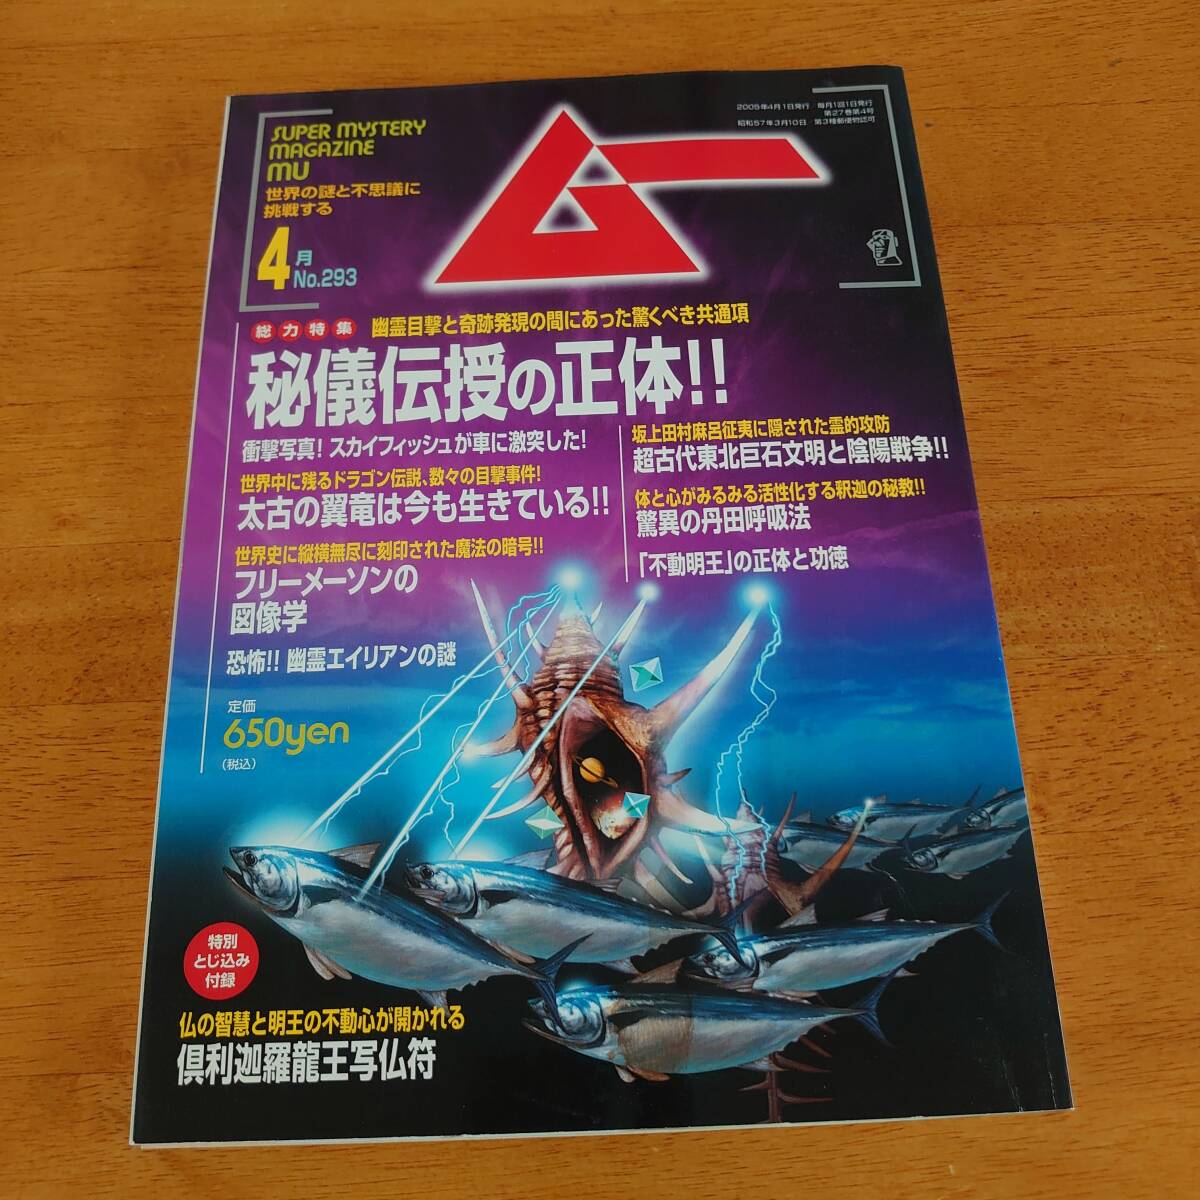 SUPER MYSTERY
MAGAZINE
MU
世界の謎と不思議に
挑戦する
4月
No.293
ムー
2005年4月1日発行/毎月1回1日発行
第27巻第4号
昭和57年3月10日/第3種郵便物認可
総力特集
幽霊目撃と奇跡発現の間にあった驚くべき共通項
秘儀伝授の正体!!
衝撃写真! スカイフィッシュが車に激突した!
世界中に残るドラゴン伝説、数々の目撃事件!
太古の翼竜は今も生きている!!
世界史に縦横無尽に刻印された魔法の暗号!!
フリーメーソンの
図像学
恐怖!! 幽霊エイリアンの謎
坂上田村麻呂征夷に隠された霊的攻防
超古代東北巨石文明と陰陽戦争!!
体と心がみるみる活性化する釈迦の秘教!!
驚異の丹田呼吸法
「不動明王」の正体と功徳
定価
650yen
(税込)
特別
とじ込み
付録
仏の智慧と明王の不動心が開かれる
倶利迦羅龍王写仏符